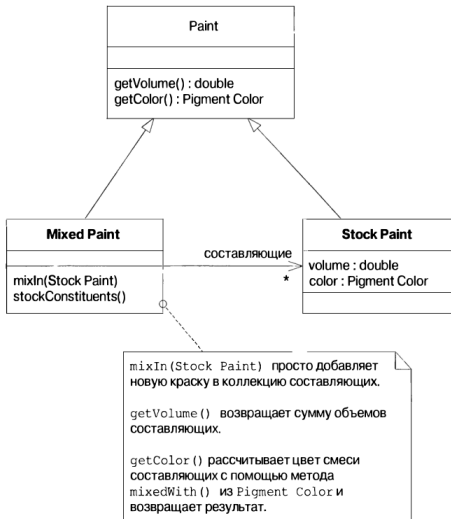 Paint
getVolume() : double
getColor() : Pigment Color
Mixed Paint
mixIn(Stock Paint)
stockConstituents()
составляющие
*
Stock Paint
volume : double
color : Pigment Color
mixIn(Stock Paint) просто добавляет
новую краску в коллекцию составляющих.
getVolume() возвращает сумму объемов
составляющих.
getColor() рассчитывает цвет смеси
составляющих с помощью метода
mixedWith() из Pigment Color и
возвращает результат.